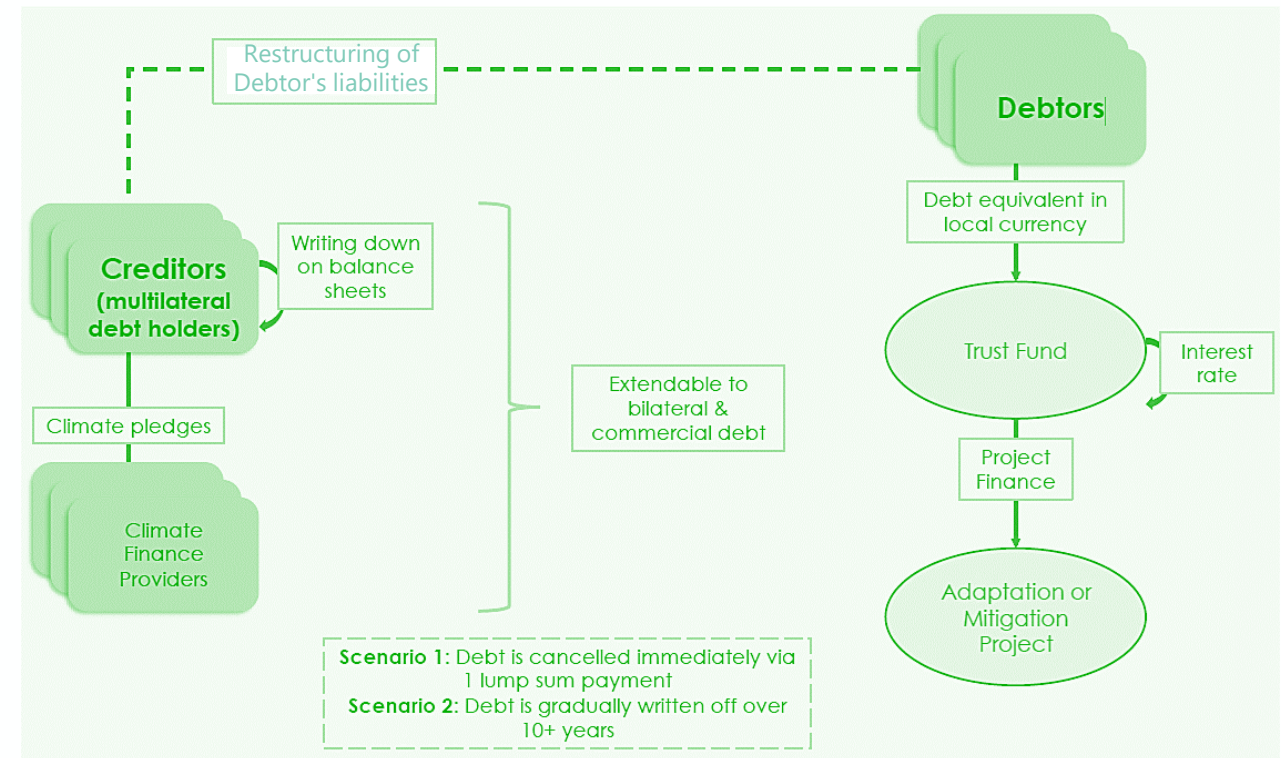 Restructuring of
Debtor's liabilities
Debtors
Debt equivalent in
local currency
Creditors
(multilateral
debt holders)
Writing down
on balance
sheets
Trust Fund
Interest
rate
Extendable to
bilateral &
commercial debt
Climate pledges
Project
Finance
Climate
Finance
Providers
Adaptation or
Mitigation
Project
Scenario 1: Debt is cancelled immediately via
1 lump sum payment
Scenario 2: Debt is gradually written off over
10+ years